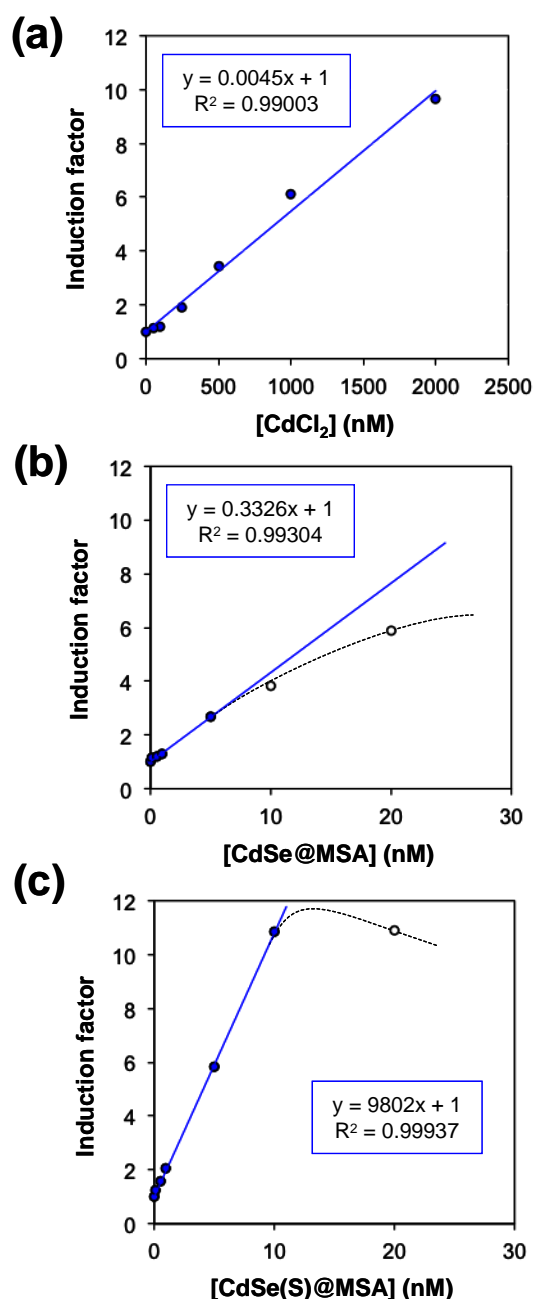 (a)
12
10
8
6
4
2
0
y = 0.0045x + 1
R² = 0.99003
Induction factor
0 500 1000 1500 2000 2500
[CdCl₂] (nM)
(b)
12
10
8
6
4
2
0
y = 0.3326x + 1
R² = 0.99304
Induction factor
0 10 20 30
[CdSe@MSA] (nM)
(c)
12
10
8
6
4
2
0
y = 9802x + 1
R² = 0.99937
Induction factor
0 10 20 30
[CdSe(S)@MSA] (nM)